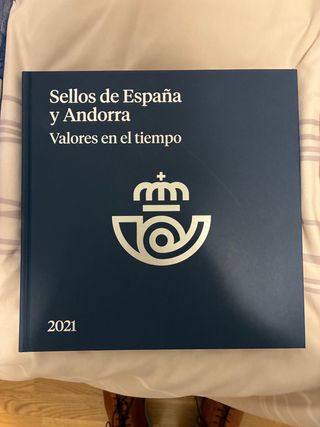 Sellos de España
y Andorra
Valores en el tiempo
2021